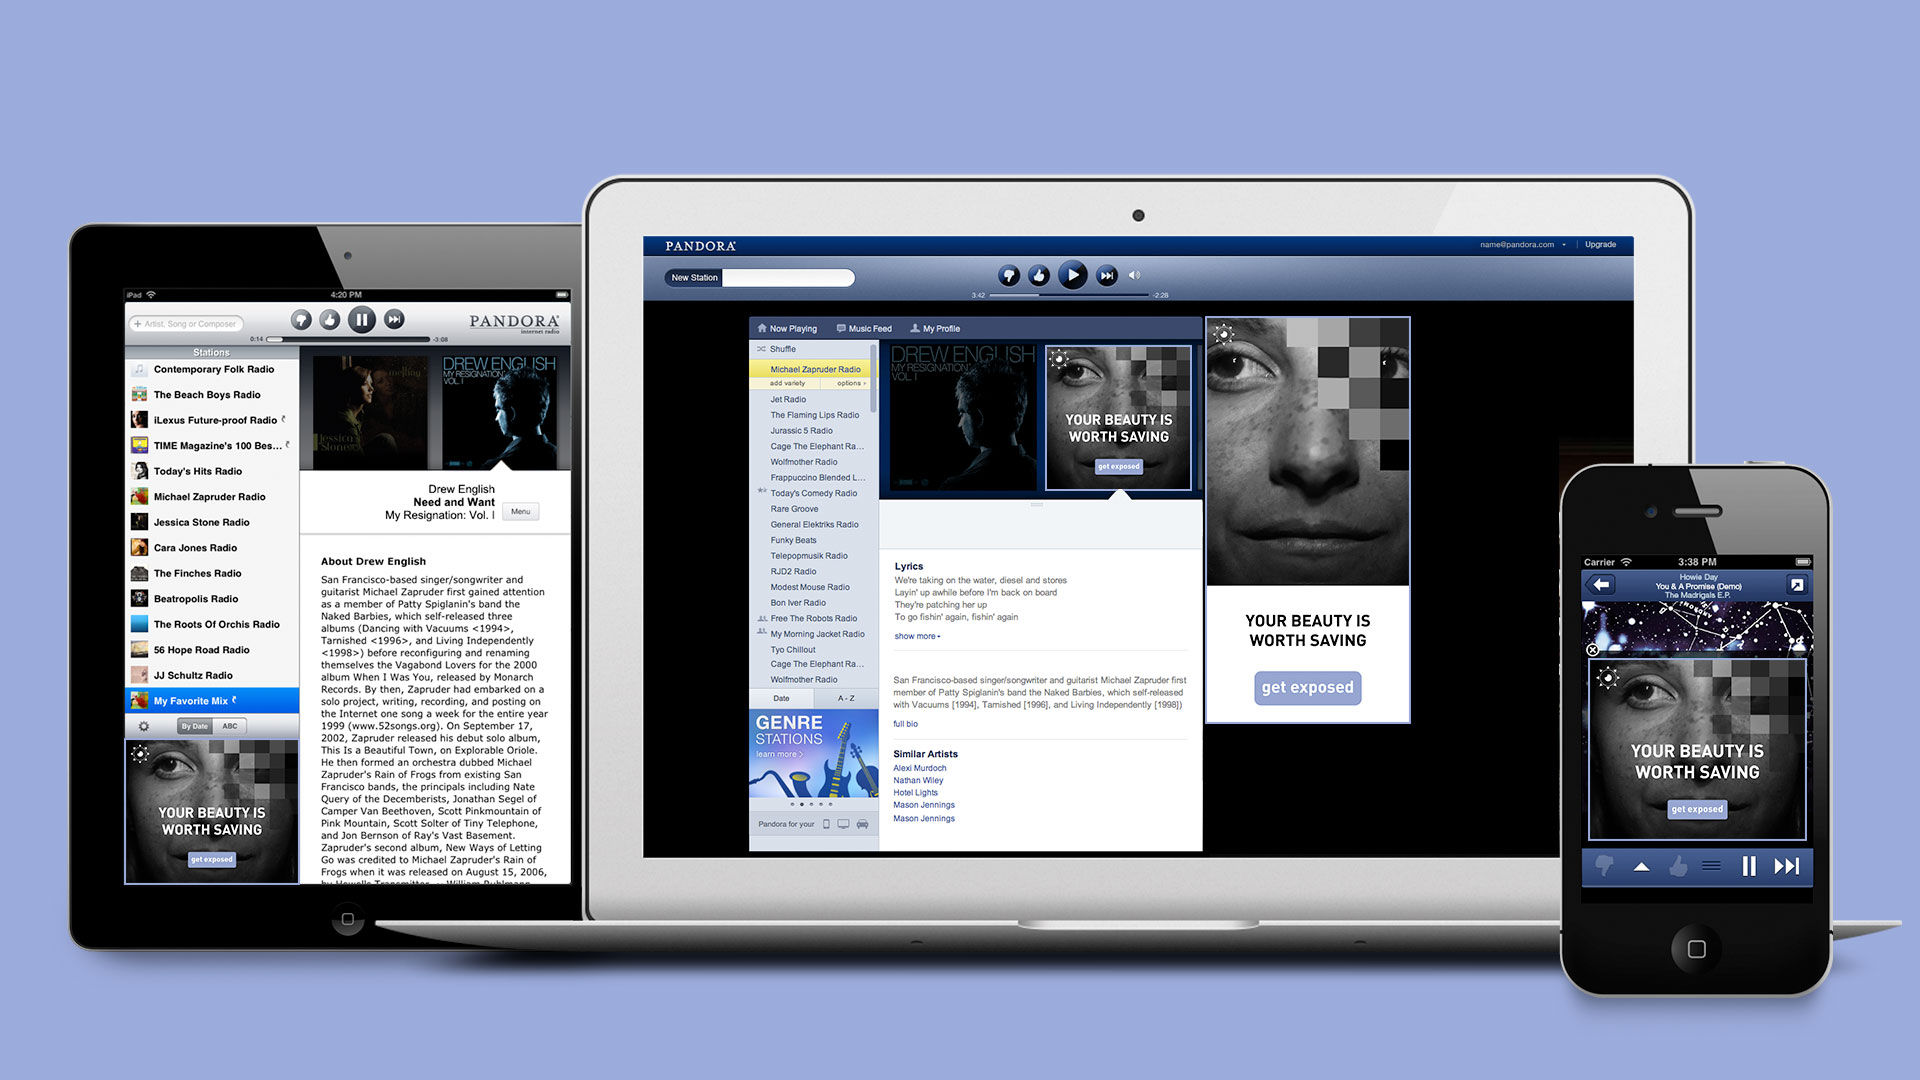 iPad
4:20 PM
+ Artist, Song or Composer
0:14
-3:08
PANDORA
internet radio
Stations
Contemporary Folk Radio
The Beach Boys Radio
iLexus Future-proof Radio
TIME Magazine's 100 Bes...
Today's Hits Radio
Michael Zapruder Radio
Jessica Stone Radio
Cara Jones Radio
The Finches Radio
Beatropolis Radio
The Roots Of Orchis Radio
56 Hope Road Radio
JJ Schultz Radio
My Favorite Mix
By Date
ABC
YOUR BEAUTY IS
WORTH SAVING
get exposed
DREW ENGLISH
MY RESIGNATION
VOL. I
Drew English
Need and Want
My Resignation: Vol. I
Menu
About Drew English
San Francisco-based singer/songwriter and
guitarist Michael Zapruder first gained attention
as a member of Patty Spiglanin's band the
Naked Barbies, which self-released three
albums (Dancing with Vacuums <1994>,
Tarnished <1996>, and Living Independently
<1998>) before reconfiguring and renaming
themselves the Vagabond Lovers for the 2000
album When I Was You, released by Monarch
Records. By then, Zapruder had embarked on a
solo project, writing, recording, and posting on
the Internet one song a week for the entire year
1999 (www.52songs.org). On September 17,
2002, Zapruder released his debut solo album,
This Is a Beautiful Town, on Explorable Oriole.
He then formed an orchestra dubbed Michael
Zapruder's Rain of Frogs from existing San
Francisco bands, the principals including Nate
Query of the Decemberists, Jonathan Segel of
Camper Van Beethoven, Scott Pinkmountain of
Pink Mountain, Scott Solter of Tiny Telephone,
and Jon Bernson of Ray's Vast Basement.
Zapruder's second album, New Ways of Letting
Go was credited to Michael Zapruder's Rain of
Frogs when it was released on August 15, 2006,
PANDORA
name@pandora.com
Upgrade
New Station
3:42
-2:28
Now Playing
Music Feed
My Profile
Shuffle
Michael Zapruder Radio
add variety
options
Jet Radio
The Flaming Lips Radio
Jurassic 5 Radio
Cage The Elephant Ra...
Wolfmother Radio
Frappuccino Blended L...
Today's Comedy Radio
Rare Groove
General Elektriks Radio
Funky Beats
Telepopmusik Radio
RJD2 Radio
Modest Mouse Radio
Bon Iver Radio
Free The Robots Radio
My Morning Jacket Radio
Tyo Chillout
Cage The Elephant Ra...
Wolfmother Radio
Date
A - Z
GENRE
STATIONS
learn more >
Pandora for your
DREW ENGLISH
MY RESIGNATION
VOL. I
YOUR BEAUTY IS
WORTH SAVING
get exposed
Lyrics
We're taking on the water, diesel and stores
Layin' up awhile before I'm back on board
They're patching her up
To go fishin' again, fishin' again
show more
San Francisco-based singer/songwriter and guitarist Michael Zapruder first
member of Patty Spiglanin's band the Naked Barbies, which self-released
with Vacuums [1994], Tarnished [1996], and Living Independently [1998])
full bio
Similar Artists
Alexi Murdoch
Nathan Wiley
Hotel Lights
Mason Jennings
Mason Jennings
YOUR BEAUTY IS
WORTH SAVING
get exposed
Carrier
3:38 PM
Howie Day
You & A Promise (Demo)
The Madrigals E.P.
YOUR BEAUTY IS
WORTH SAVING
get exposed